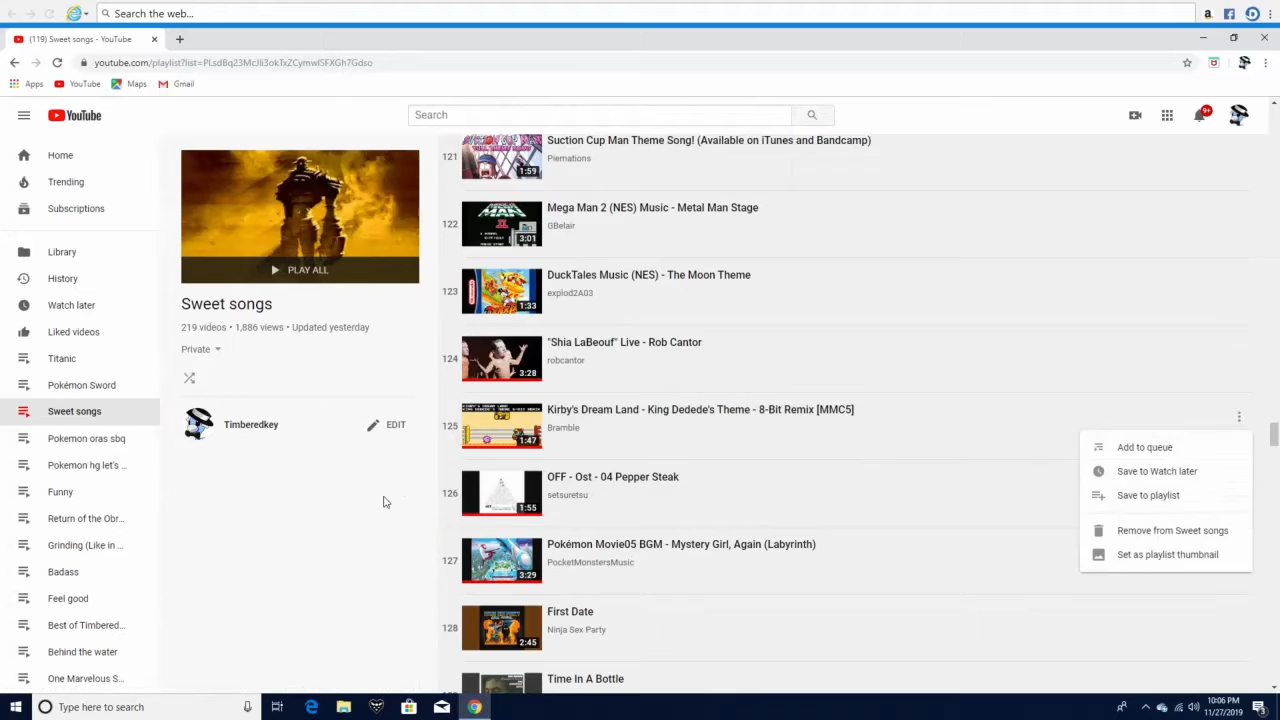 Search the web...
(119) Sweet songs - YouTube
youtube.com/playlist?list=PLsdBq23McJIi3okTxZCymwlSFXGh7Gdso
Apps YouTube Maps Gmail
YouTube
Search
9+
Home
Trending
Subscriptions
Library
History
Watch later
Liked videos
Titanic
Pokémon Sword
Sweet songs
Pokemon oras sbq
Pokemon hg let's ...
Funny
Return of the Obr...
Grinding (Like in ...
Badass
Feel good
Best of Timbered...
Behind the water
One Marvelous S...
PLAY ALL
Sweet songs
219 videos • 1,886 views • Updated yesterday
Private
Timberedkey
EDIT
121
1:59
Suction Cup Man Theme Song! (Available on iTunes and Bandcamp)
Piemations
122
3:01
Mega Man 2 (NES) Music - Metal Man Stage
GBelair
123
1:33
DuckTales Music (NES) - The Moon Theme
explod2A03
124
3:28
"Shia LaBeouf" Live - Rob Cantor
robcantor
125
1:47
Kirby's Dream Land - King Dedede's Theme - 8-Bit Remix [MMC5]
Bramble
126
1:55
OFF - Ost - 04 Pepper Steak
setsuretsu
127
3:29
Pokémon Movie05 BGM - Mystery Girl, Again (Labyrinth)
PocketMonstersMusic
128
2:45
First Date
Ninja Sex Party
Time In A Bottle
Add to queue
Save to Watch later
Save to playlist
Remove from Sweet songs
Set as playlist thumbnail
Type here to search
10:06 PM
11/27/2019
3